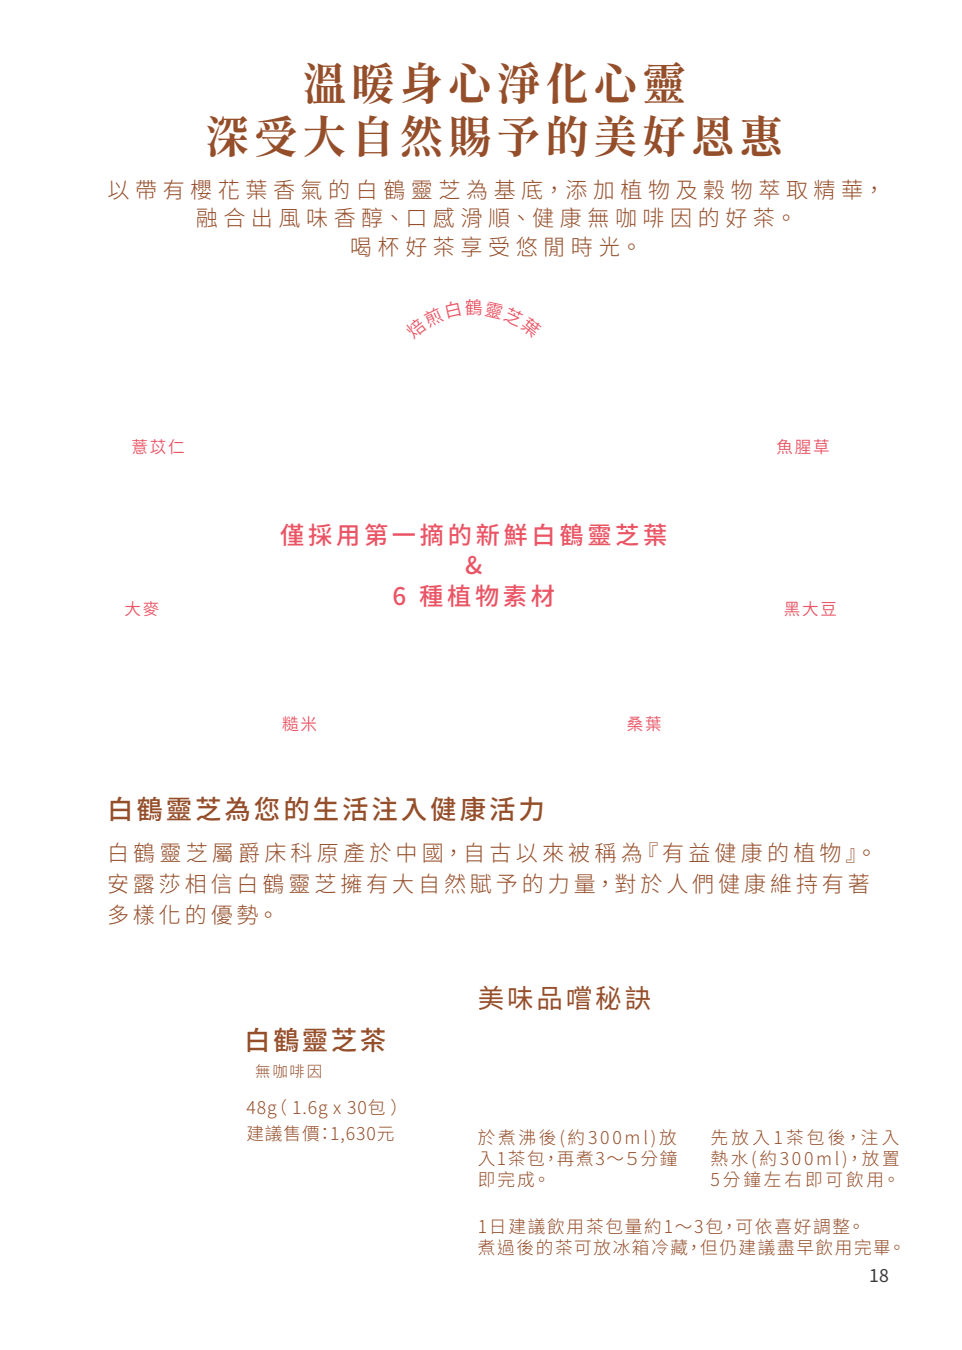 溫暖身心淨化心靈
深受大自然賜予的美好恩惠
以帶有櫻花葉香氣的白鶴靈芝為基底，添加植物及穀物萃取精華，
融合出風味香醇、口感滑順、健康無咖啡因的好茶。
喝杯好茶享受悠閒時光。
焙煎白鶴靈芝葉
薏苡仁
魚腥草
僅採用第一摘的新鮮白鶴靈芝葉
&
6 種植物素材
大麥
黑大豆
糙米
桑葉
白鶴靈芝為您的生活注入健康活力
白鶴靈芝屬爵床科原產於中國，自古以來被稱為『有益健康的植物』。
安露莎相信白鶴靈芝擁有大自然賦予的力量，對於人們健康維持有著
多樣化的優勢。
美味品嚐秘訣
白鶴靈芝茶
無咖啡因
48g（ 1.6g x 30包 ）
建議售價：1,630元
於煮沸後(約300ml)放
入1茶包，再煮3～5分鐘
即完成。
先放入1茶包後，注入
熱水(約300ml)，放置
5分鐘左右即可飲用。
1日建議飲用茶包量約1～3包，可依喜好調整。
煮過後的茶可放冰箱冷藏，但仍建議盡早飲用完畢。
18